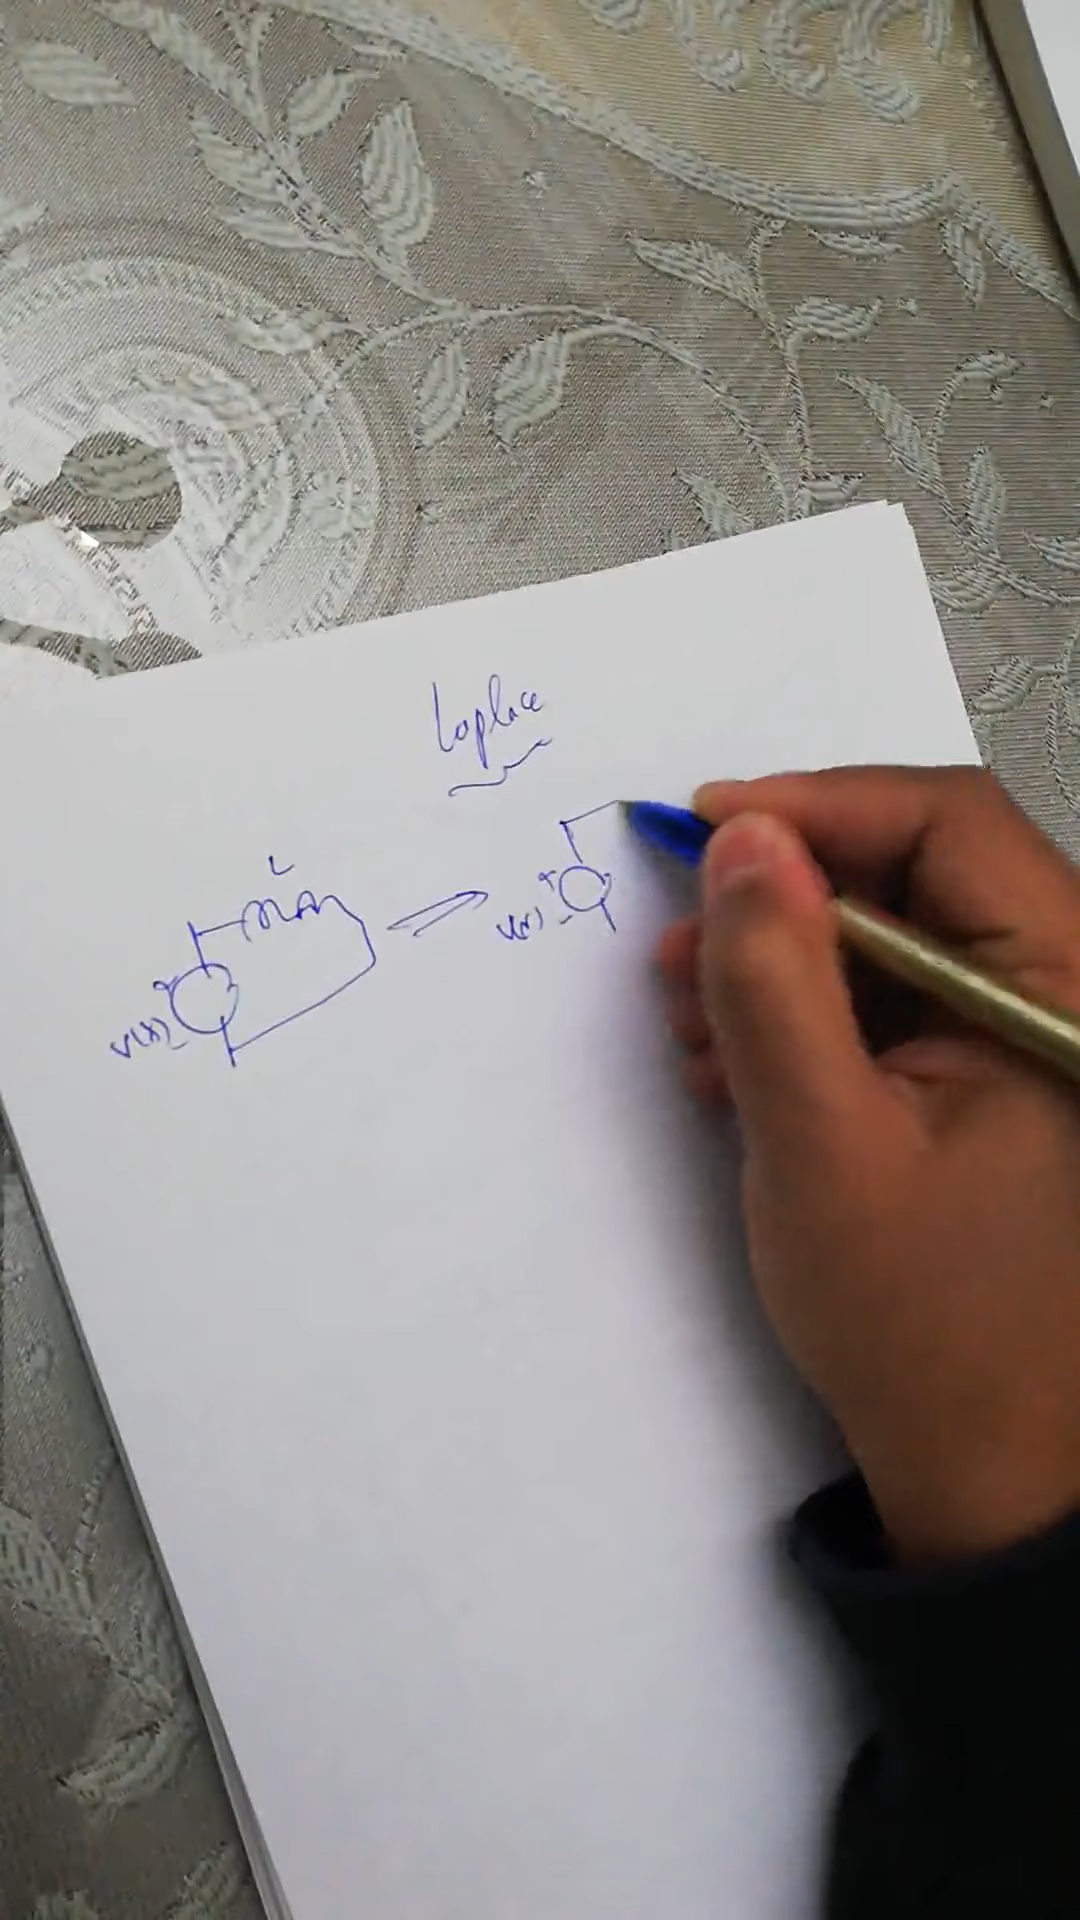 Laplace
L
+
V(t) -
+
V(s) -